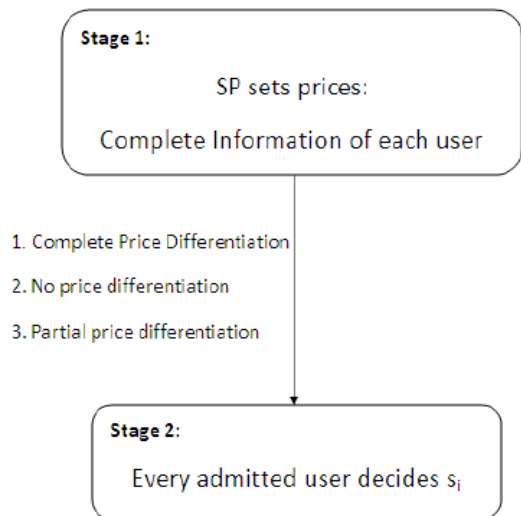 Stage 1:
SP sets prices:
Complete Information of each user
1. Complete Price Differentiation
2. No price differentiation
3. Partial price differentiation
Stage 2:
Every admitted user decides sᵢ